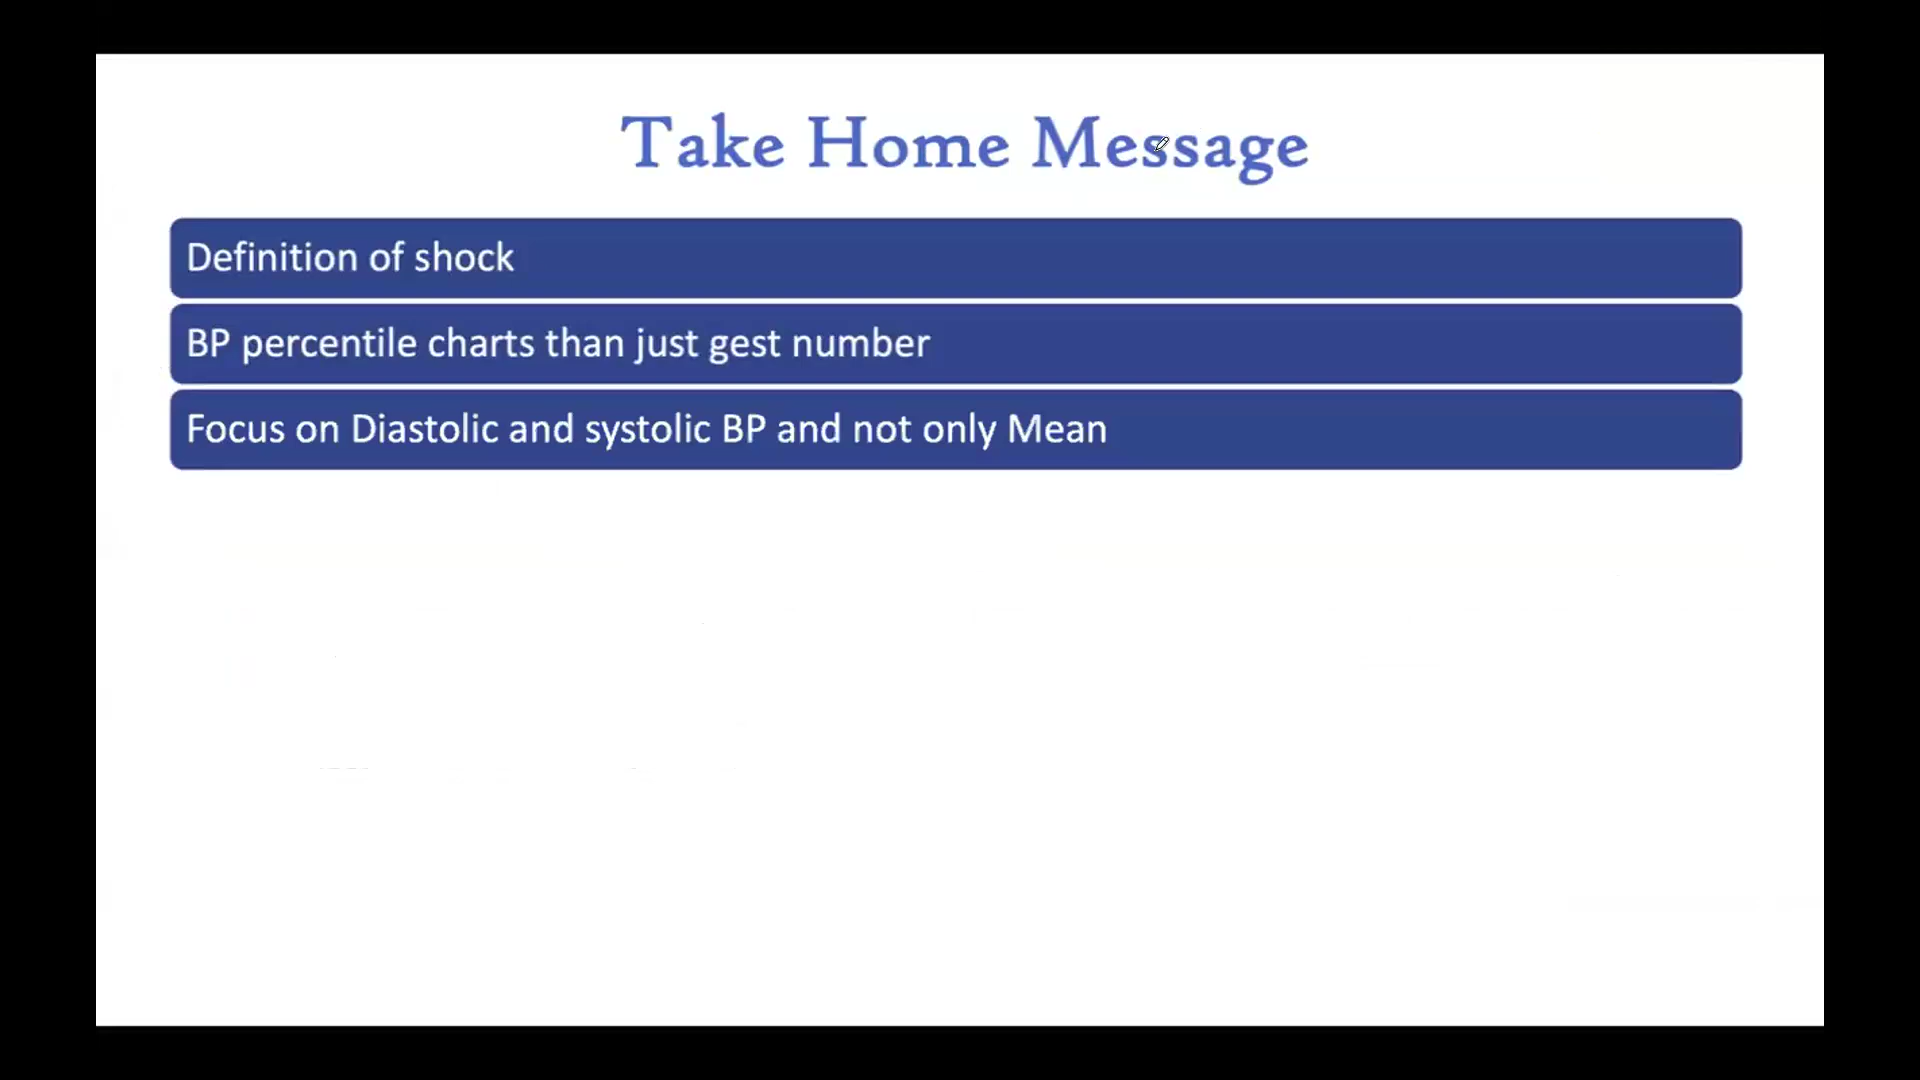 Take Home Message
Definition of shock
BP percentile charts than just gest number
Focus on Diastolic and systolic BP and not only Mean